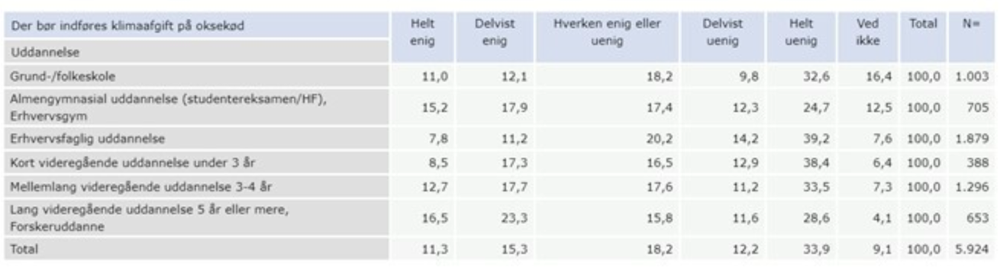 Der bør indføres klimaafgift på oksekød Helt Delvist Hverken enig eller Delvist Helt Ved Total N=
enig enig uenig uenig uenig ikke
Uddannelse
Grund-/folkeskole 11,0 12,1 18,2 9,8 32,6 16,4 100,0 1.003
Almengymnasial uddannelse (studentereksamen/HF),
Erhvervsgym 15,2 17,9 17,4 12,3 24,7 12,5 100,0 705
Erhvervsfaglig uddannelse 7,8 11,2 20,2 14,2 39,2 7,6 100,0 1.879
Kort videregående uddannelse under 3 år 8,5 17,3 16,5 12,9 38,4 6,4 100,0 388
Mellemlang videregående uddannelse 3-4 år 12,7 17,7 17,6 11,2 33,5 7,3 100,0 1.296
Lang videregående uddannelse 5 år eller mere,
Forskeruddanne 16,5 23,3 15,8 11,6 28,6 4,1 100,0 653
Total 11,3 15,3 18,2 12,2 33,9 9,1 100,0 5.924